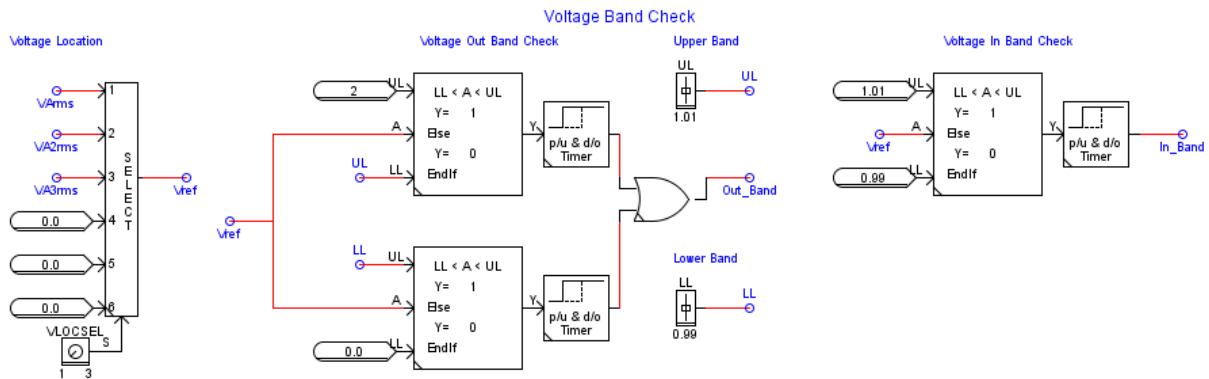 Voltage Band Check
Voltage Location
VArms
VA2rms
VA3rms
0.0
0.0
0.0
1
2
3
4
5
6
SELECT
Vref
VLOCSEL
S
1 3
Voltage Out Band Check
2
UL
A
UL
LL
LL < A < UL
Y= 1
Else
Y= 0
EndIf
Y
p/u & d/o
Timer
Vref
LL
UL
A
0.0
LL
LL < A < UL
Y= 1
Else
Y= 0
EndIf
Y
p/u & d/o
Timer
Out_Band
Upper Band
UL
1.01
UL
Lower Band
LL
0.99
LL
Voltage In Band Check
1.01
UL
Vref
A
0.99
LL
LL < A < UL
Y= 1
Else
Y= 0
EndIf
Y
p/u & d/o
Timer
In_Band